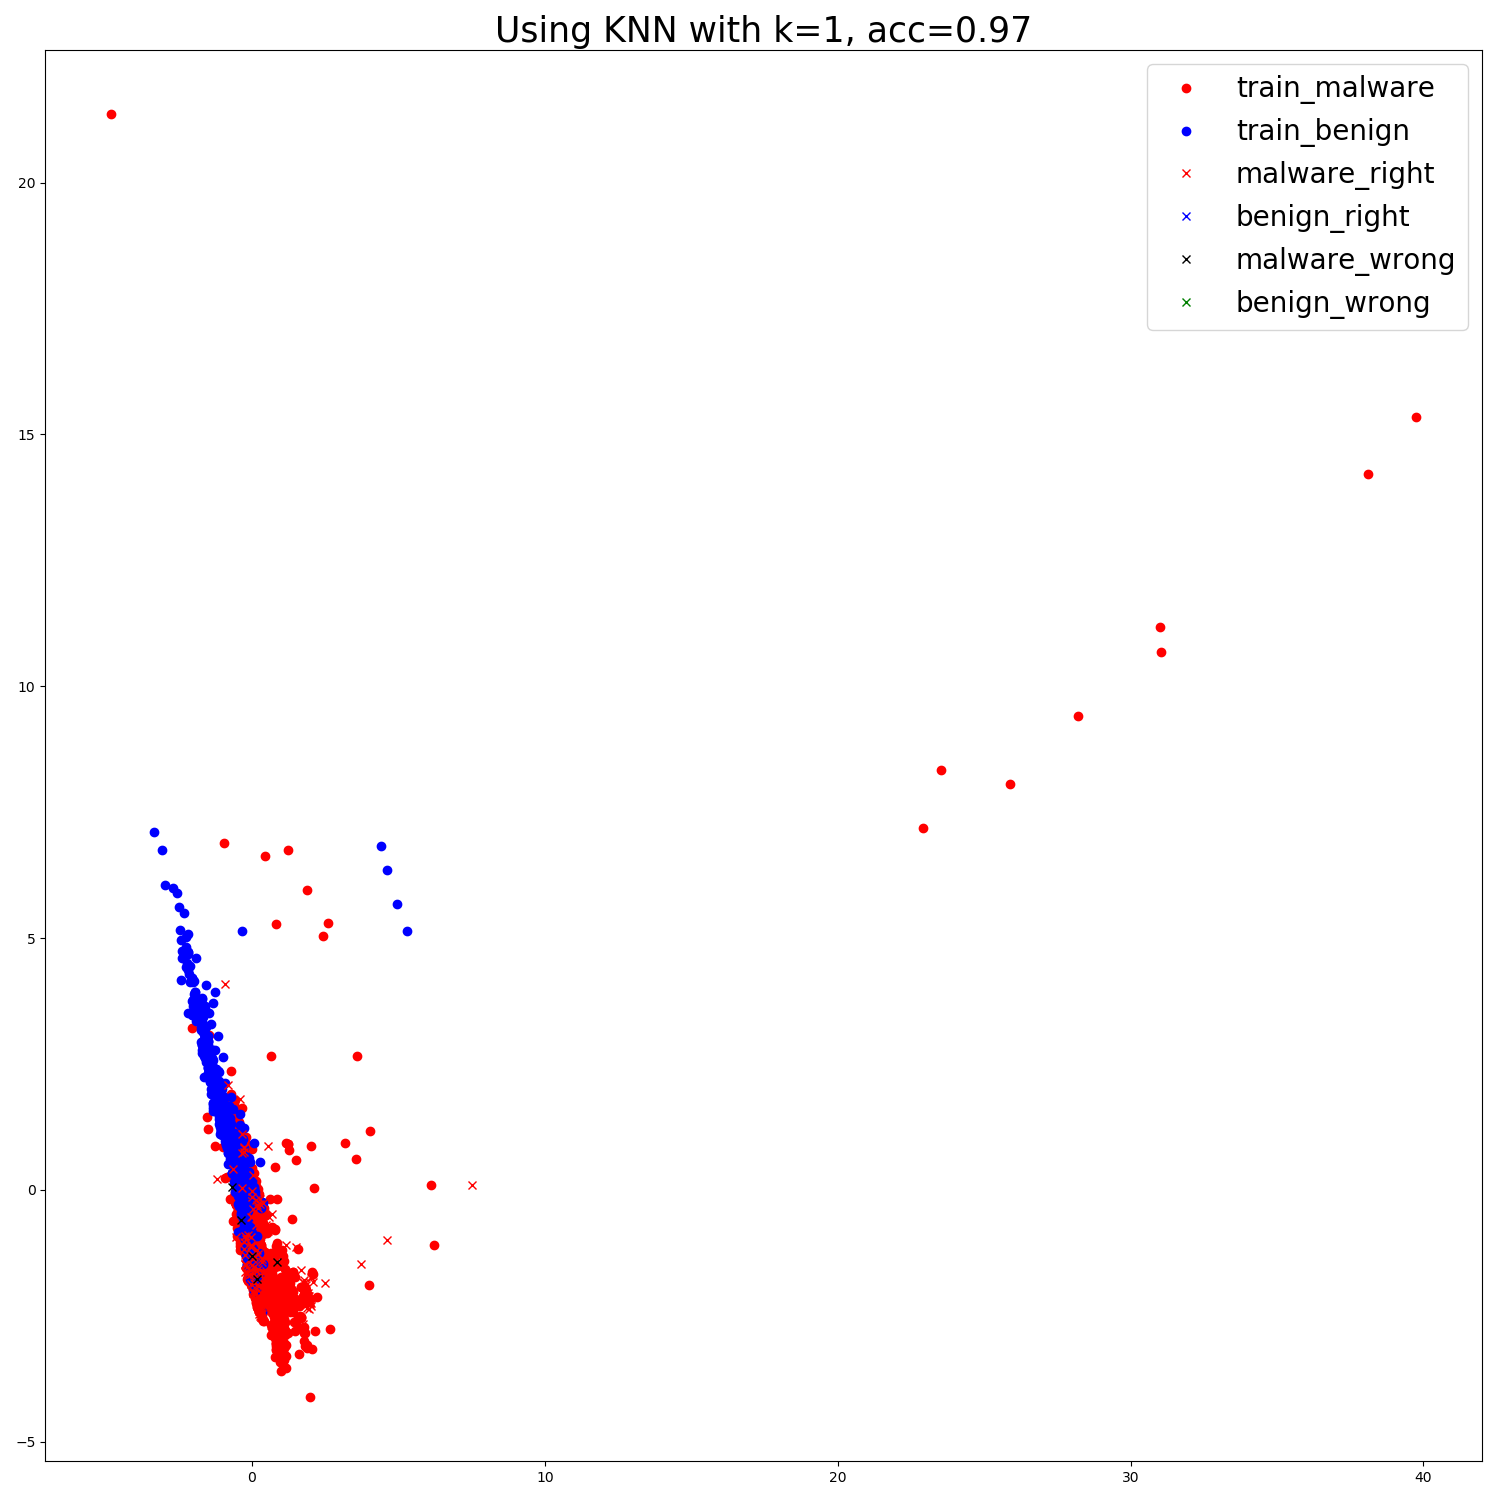 Using KNN with k=1, acc=0.97
train_malware
train_benign
malware_right
benign_right
malware_wrong
benign_wrong
20
15
10
5
0
−5
0 10 20 30 40